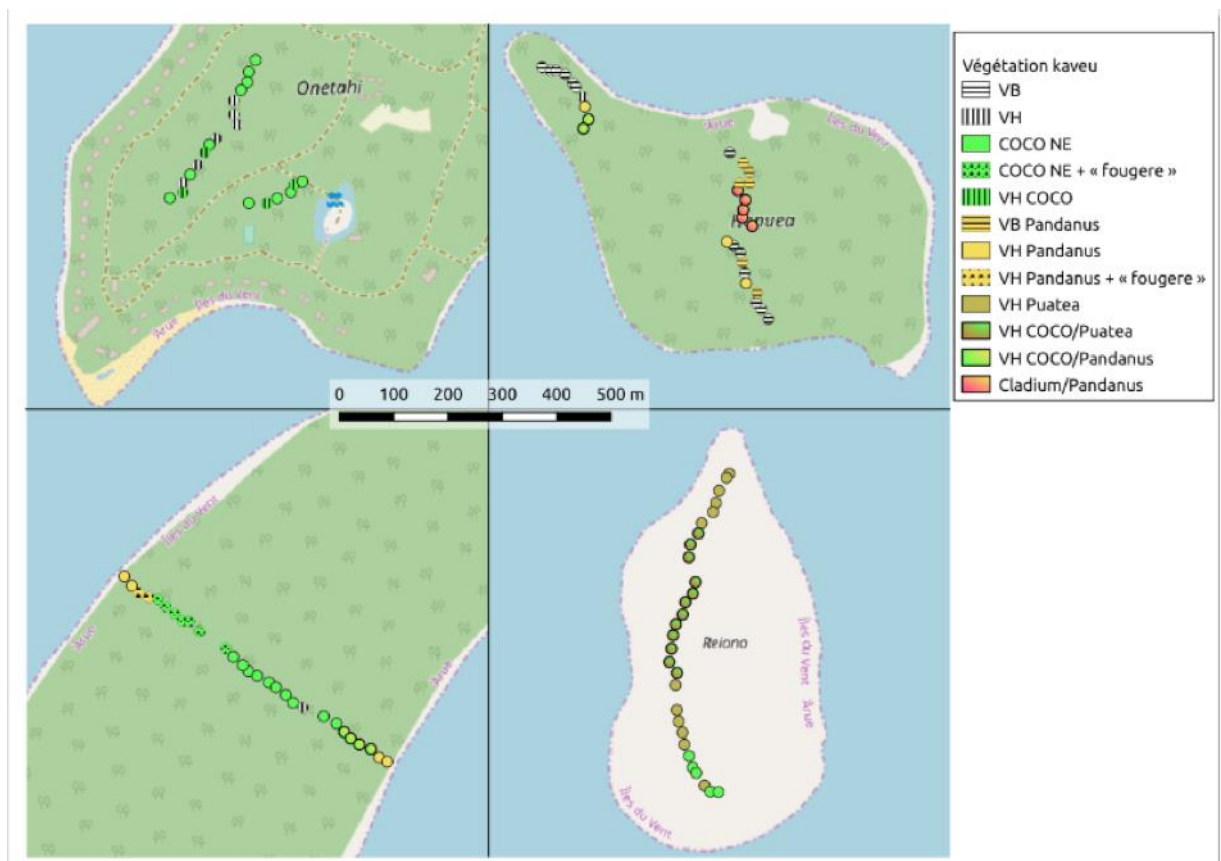 Onetahi
Îles du Vent
Arue
Arue
Îles du Vent
Végétation kaveu
VB
VH
COCO NE
COCO NE + « fougere »
VH COCO
VB Pandanus
VH Pandanus
VH Pandanus + « fougere »
VH Puatea
VH COCO/Puatea
VH COCO/Pandanus
Cladium/Pandanus
0 100 200 300 400 500 m
Îles du Vent
Arue
Arue
Reiono
Îles du Vent
Arue
Îles du Vent